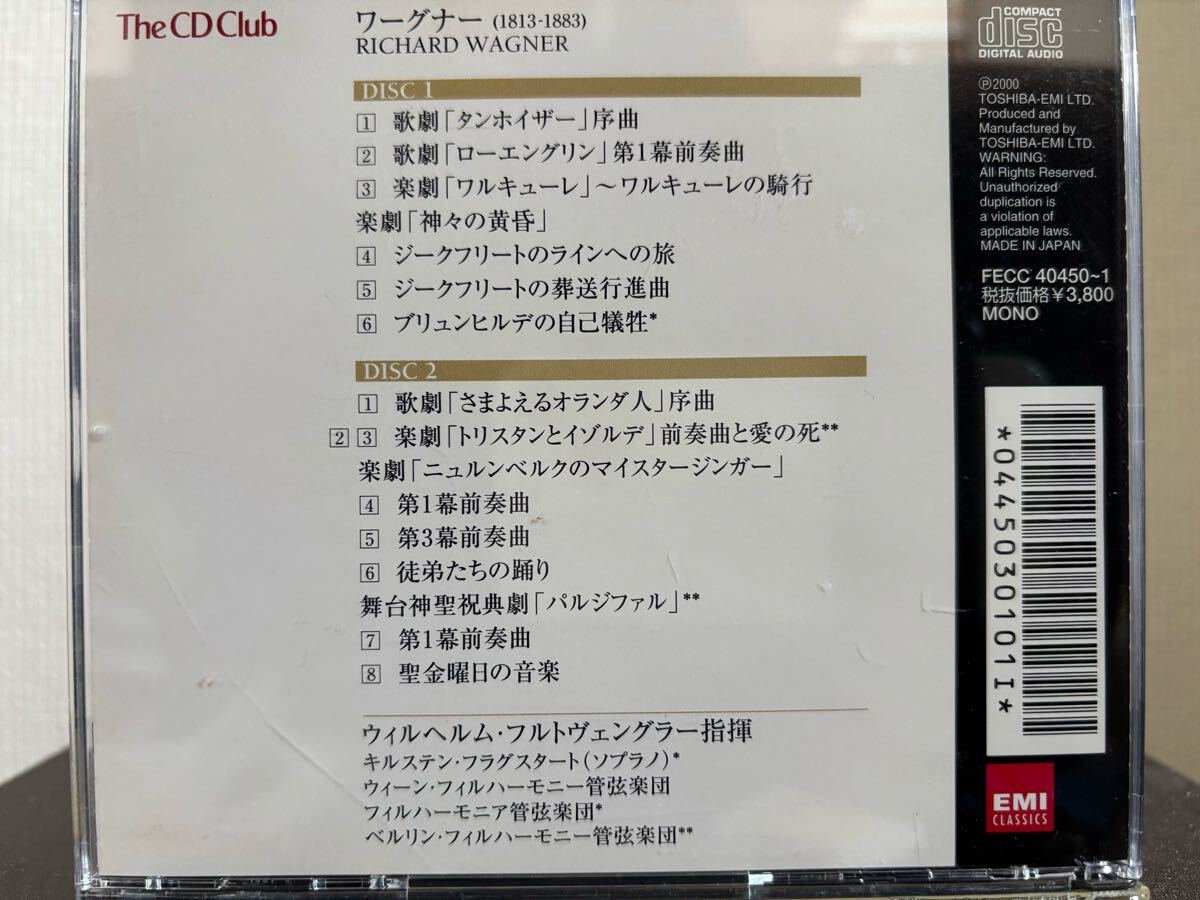 The CD Club
ワーグナー (1813-1883)
RICHARD WAGNER
DISC 1
1 歌劇「タンホイザー」序曲
2 歌劇「ローエングリン」第1幕前奏曲
3 楽劇「ワルキューレ」～ワルキューレの騎行
楽劇「神々の黄昏」
4 ジークフリートのラインへの旅
5 ジークフリートの葬送行進曲
6 ブリュンヒルデの自己犠牲*
DISC 2
1 歌劇「さまよえるオランダ人」序曲
2 3 楽劇「トリスタンとイゾルデ」前奏曲と愛の死**
楽劇「ニュルンベルクのマイスタージンガー」
4 第1幕前奏曲
5 第3幕前奏曲
6 徒弟たちの踊り
舞台神聖祝典劇「パルジファル」**
7 第1幕前奏曲
8 聖金曜日の音楽
ウィルヘルム・フルトヴェングラー指揮
キルステン・フラグスタート(ソプラノ)*
ウィーン・フィルハーモニー管弦楽団
フィルハーモニア管弦楽団*
ベルリン・フィルハーモニー管弦楽団**
COMPACT
disc
DIGITAL AUDIO
℗2000
TOSHIBA-EMI LTD.
Produced and
Manufactured by
TOSHIBA-EMI LTD.
WARNING:
All Rights Reserved.
Unauthorized
duplication is
a violation of
applicable laws.
MADE IN JAPAN
FECC 40450~1
税抜価格¥3,800
MONO
*0445030101I*
EMI
CLASSICS